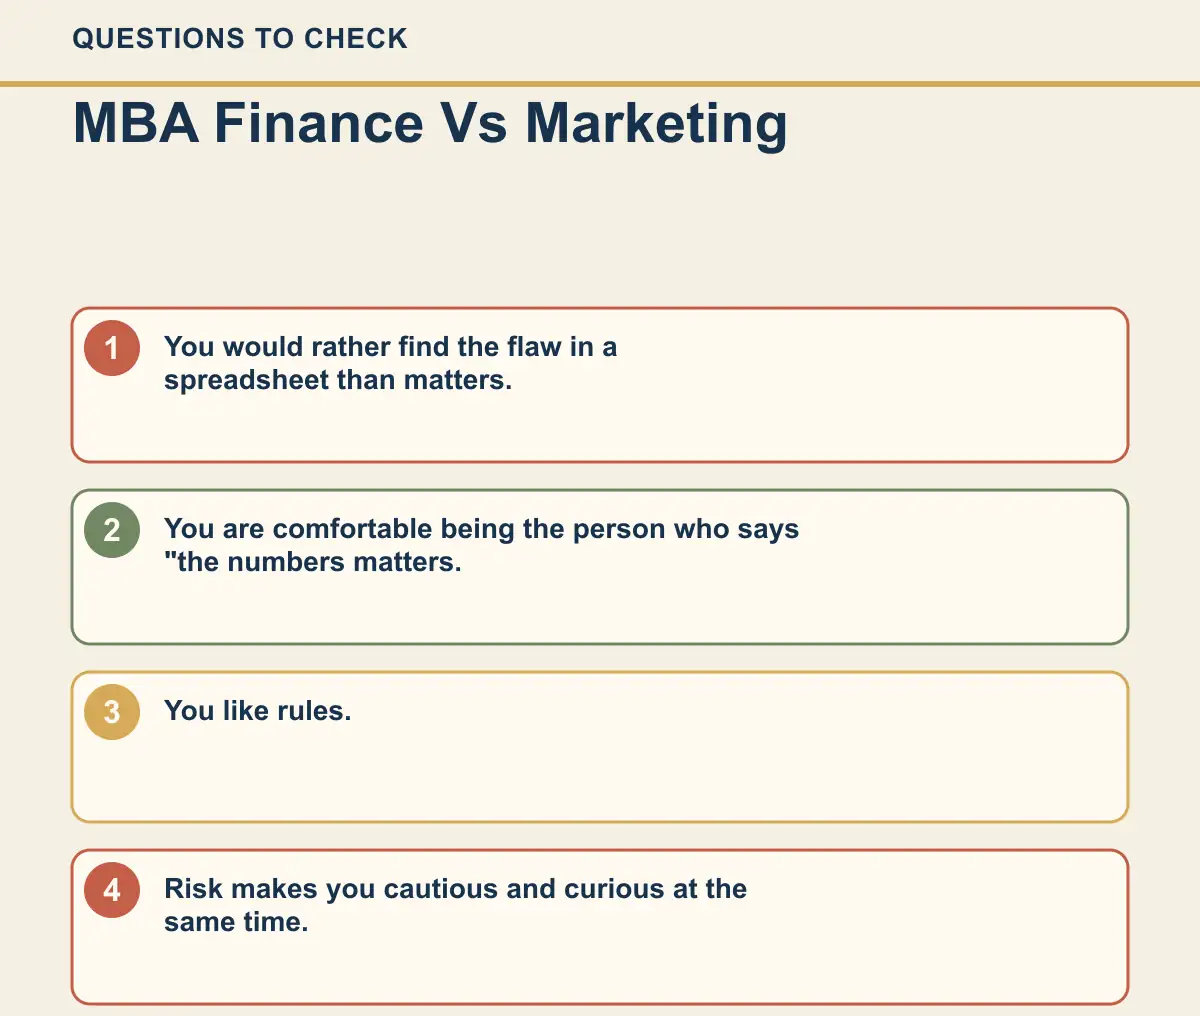 QUESTIONS TO CHECK
MBA Finance Vs Marketing
1
You would rather find the flaw in a
spreadsheet than matters.
2
You are comfortable being the person who says
"the numbers matters.
3
You like rules.
4
Risk makes you cautious and curious at the
same time.